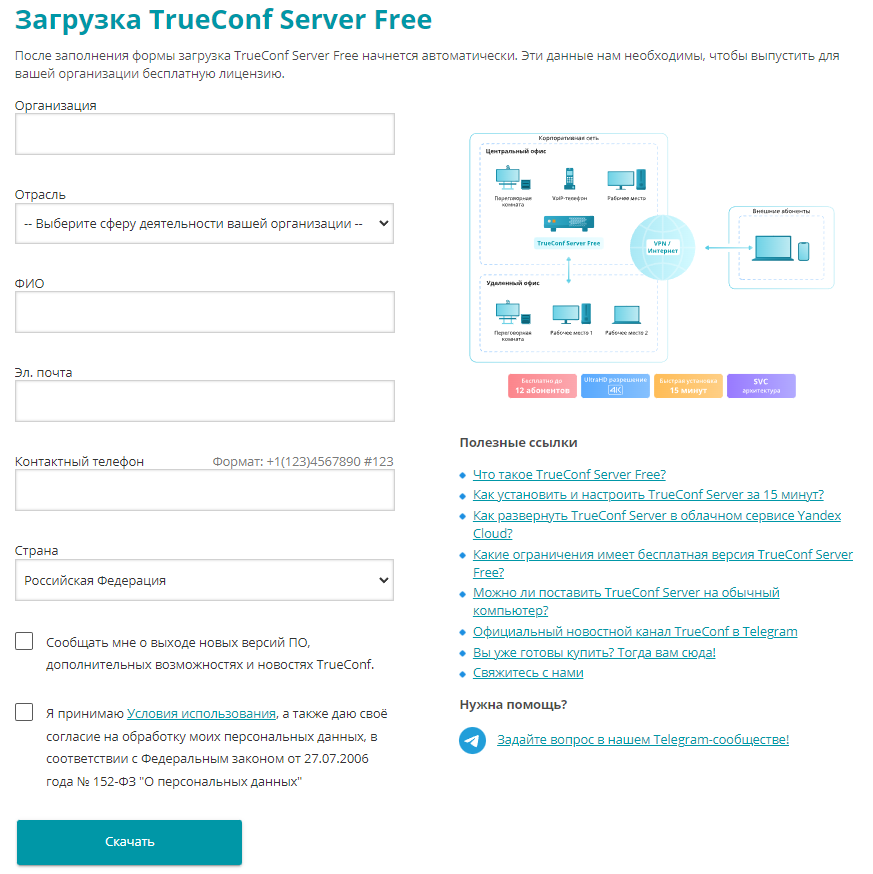 Загрузка TrueConf Server Free
После заполнения формы загрузка TrueConf Server Free начнется автоматически. Эти данные нам необходимы, чтобы выпустить для
вашей организации бесплатную лицензию.
Организация
Отрасль
-- Выберите сферу деятельности вашей организации --
ФИО
Эл. почта
Контактный телефон Формат: +1(123)4567890 #123
Страна
Российская Федерация
Сообщать мне о выходе новых версий ПО,
дополнительных возможностях и новостях TrueConf.
Я принимаю Условия использования, а также даю своё
согласие на обработку моих персональных данных, в
соответствии с Федеральным законом от 27.07.2006
года № 152-ФЗ "О персональных данных"
Скачать
Корпоративная сеть
Центральный офис
Переговорная
комната
VoIP-телефон
Рабочее место
TrueConf Server Free
VPN /
Интернет
Внешние абоненты
Удаленный офис
Переговорная
комната
Рабочее место 1
Рабочее место 2
Бесплатно до
12 абонентов
UltraHD разрешение
4K
Быстрая установка
15 минут
SVC
архитектура
Полезные ссылки
Что такое TrueConf Server Free?
Как установить и настроить TrueConf Server за 15 минут?
Как развернуть TrueConf Server в облачном сервисе Yandex
Cloud?
Какие ограничения имеет бесплатная версия TrueConf Server
Free?
Можно ли поставить TrueConf Server на обычный
компьютер?
Официальный новостной канал TrueConf в Telegram
Вы уже готовы купить? Тогда вам сюда!
Свяжитесь с нами
Нужна помощь?
Задайте вопрос в нашем Telegram-сообществе!